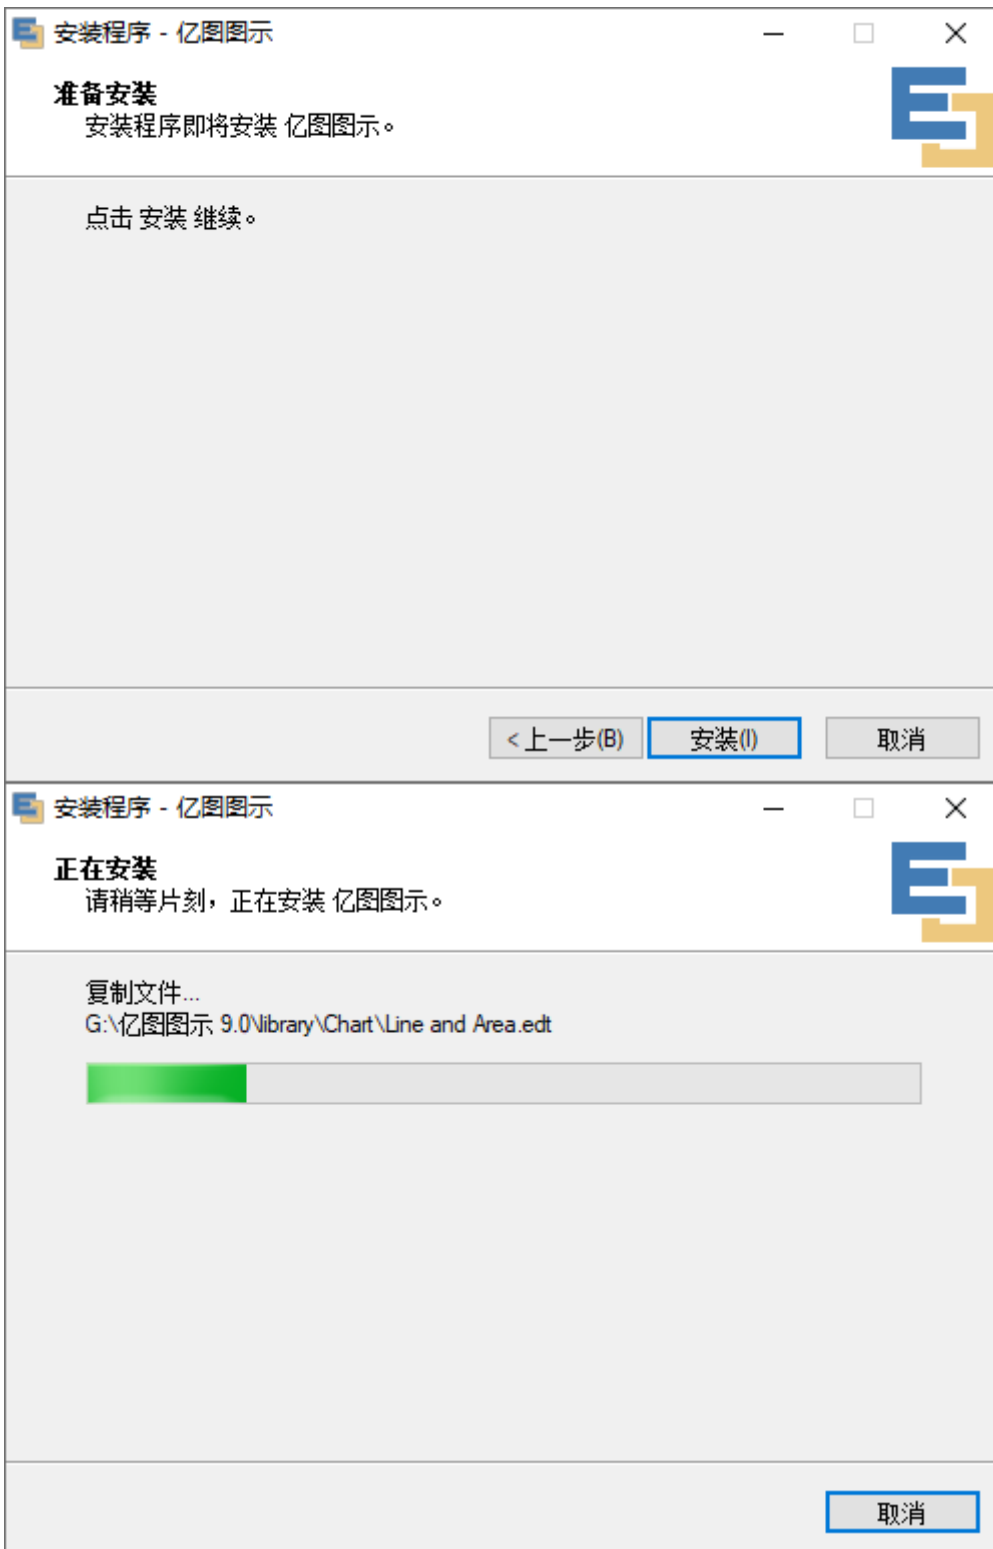 安装程序 - 亿图图示
准备安装
安装程序即将安装 亿图图示。
点击 安装 继续。
< 上一步(B)
安装(I)
取消
安装程序 - 亿图图示
正在安装
请稍等片刻，正在安装 亿图图示。
复制文件...
G:\亿图图示 9.0\library\Chart\Line and Area.edt
取消